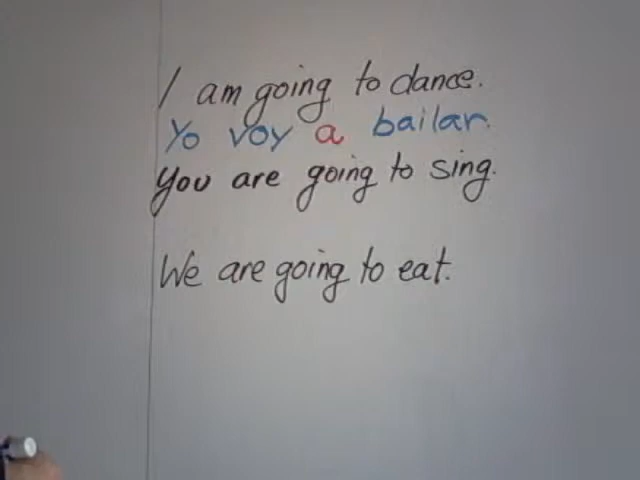 I am going to dance.
Yo voy a bailar.
You are going to sing.
We are going to eat.